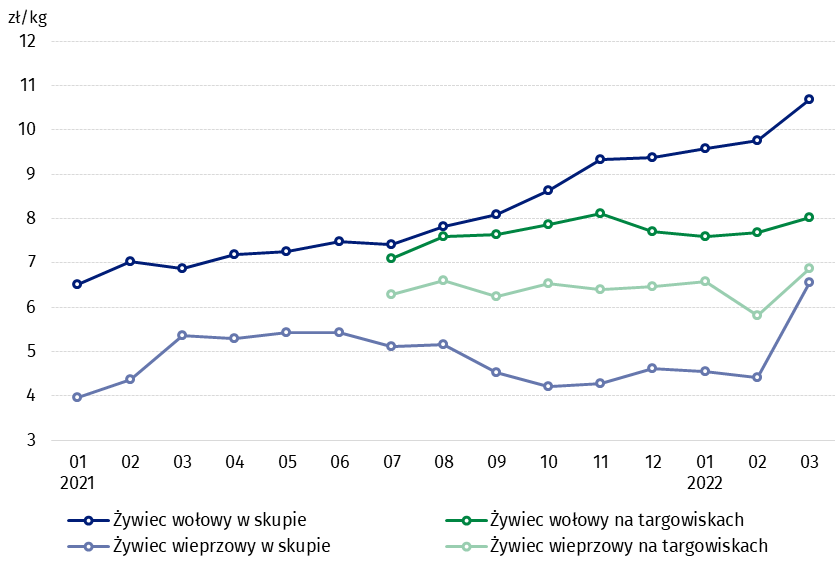 zł/kg
12
11
10
9
8
7
6
5
4
3
01 02 03 04 05 06 07 08 09 10 11 12 01 02 03
2021 2022
Żywiec wołowy w skupie Żywiec wołowy na targowiskach
Żywiec wieprzowy w skupie Żywiec wieprzowy na targowiskach